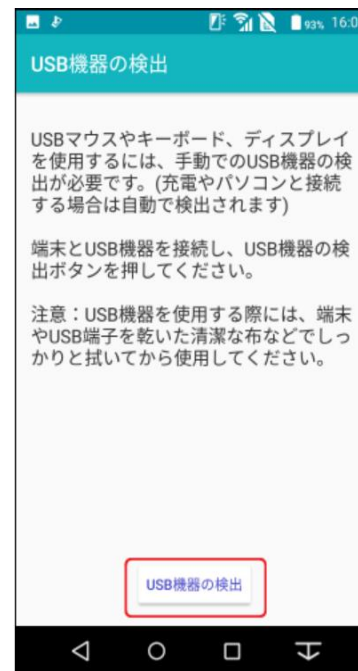 93% 16:0
USB機器の検出
USBマウスやキーボード、ディスプレイ
を使用するには、手動でのUSB機器の検
出が必要です。(充電やパソコンと接続
する場合は自動で検出されます)
端末とUSB機器を接続し、USB機器の検
出ボタンを押してください。
注意：USB機器を使用する際には、端末
やUSB端子を乾いた清潔な布などでしっ
かりと拭いてから使用してください。
USB機器の検出